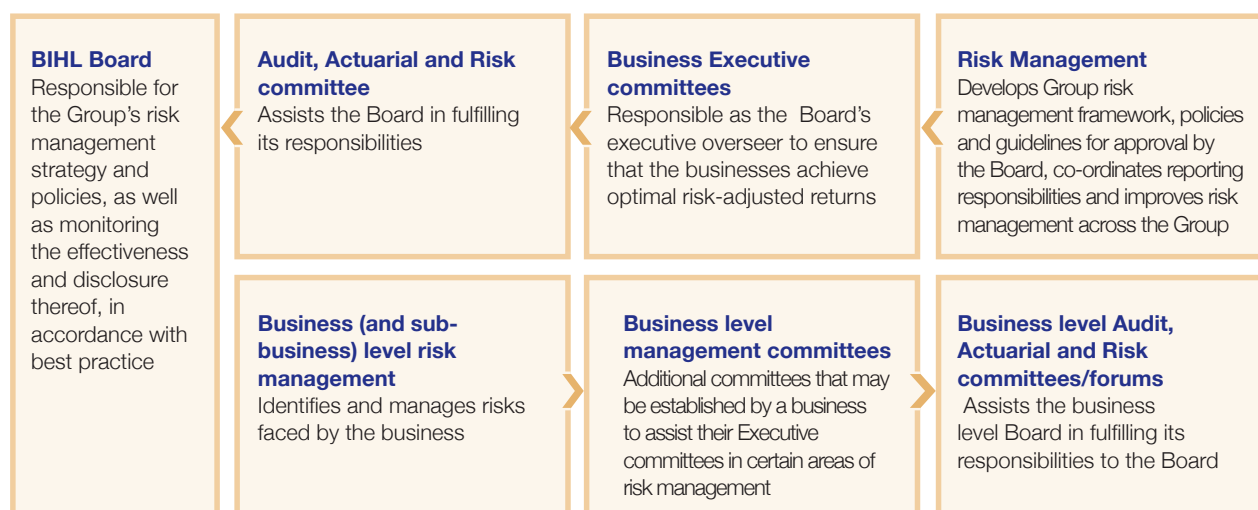 BIHL Board
Responsible for
the Group's risk
management
strategy and
policies, as well
as monitoring
the effectiveness
and disclosure
thereof, in
accordance with
best practice
Audit, Actuarial and Risk
committee
Assists the Board in fulfilling
its responsibilities
Business Executive
committees
Responsible as the Board's
executive overseer to ensure
that the businesses achieve
optimal risk-adjusted returns
Risk Management
Develops Group risk
management framework, policies
and guidelines for approval by
the Board, co-ordinates reporting
responsibilities and improves risk
management across the Group
Business (and sub-
business) level risk
management
Identifies and manages risks
faced by the business
Business level
management committees
Additional committees that may
be established by a business
to assist their Executive
committees in certain areas of
risk management
Business level Audit,
Actuarial and Risk
committees/forums
Assists the business
level Board in fulfilling its
responsibilities to the Board